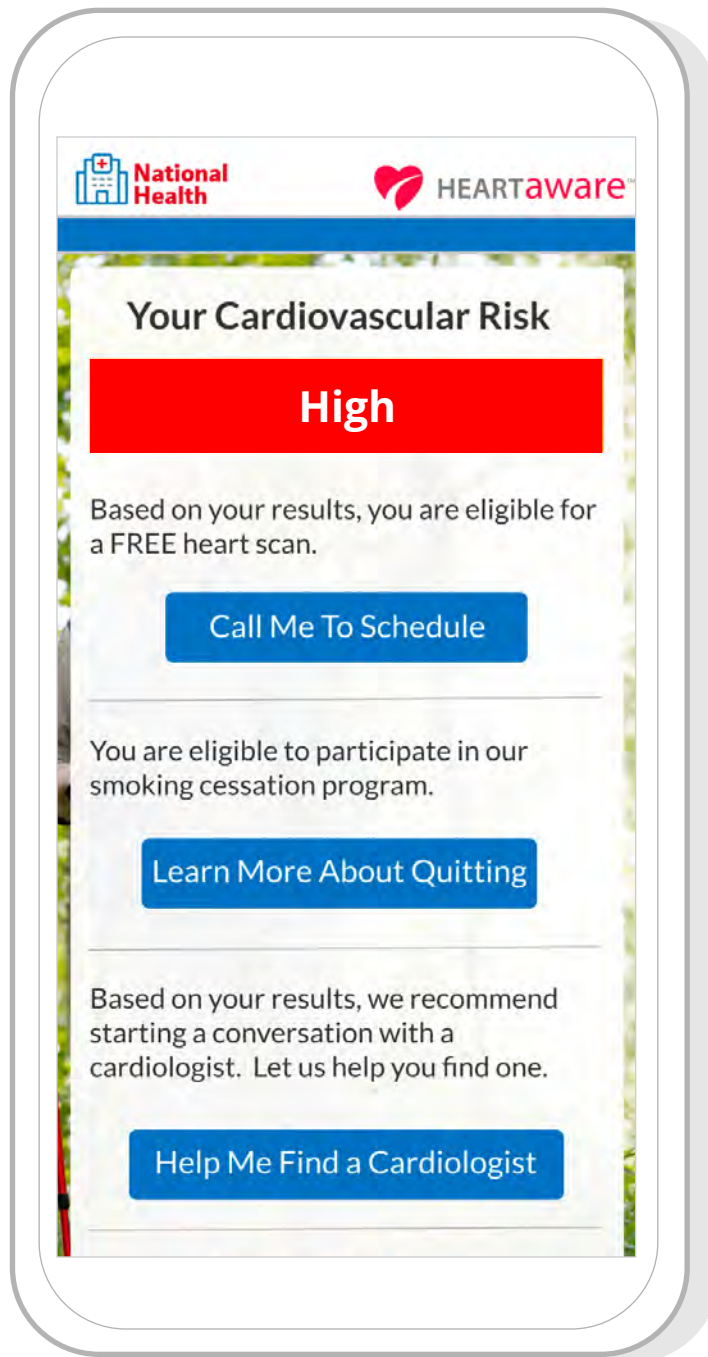 National
Health
HEARTaware™
Your Cardiovascular Risk
High
Based on your results, you are eligible for
a FREE heart scan.
Call Me To Schedule
You are eligible to participate in our
smoking cessation program.
Learn More About Quitting
Based on your results, we recommend
starting a conversation with a
cardiologist. Let us help you find one.
Help Me Find a Cardiologist